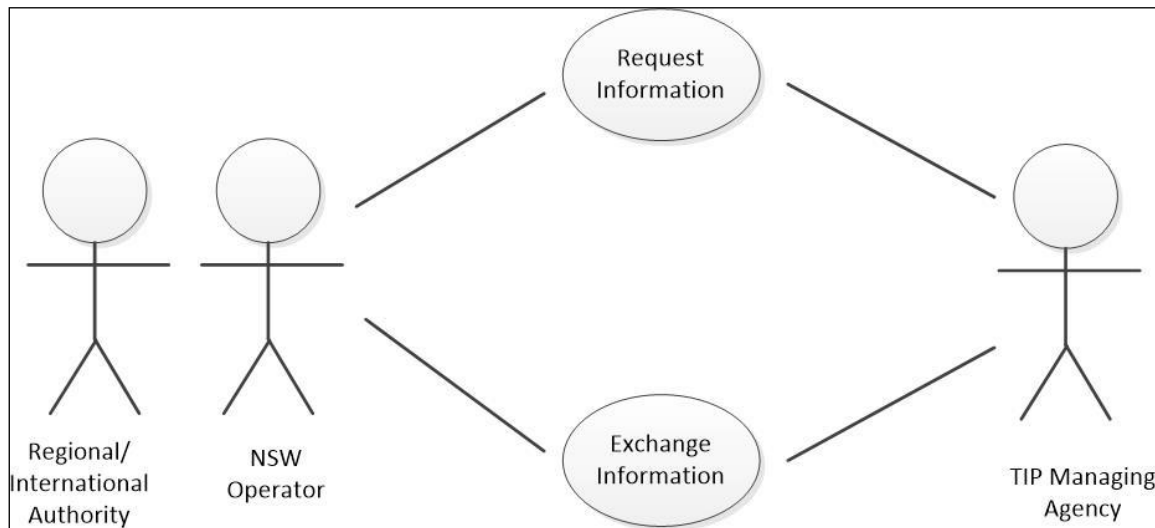 Request
Information
Regional/
International
Authority
NSW
Operator
Exchange
Information
TIP Managing
Agency